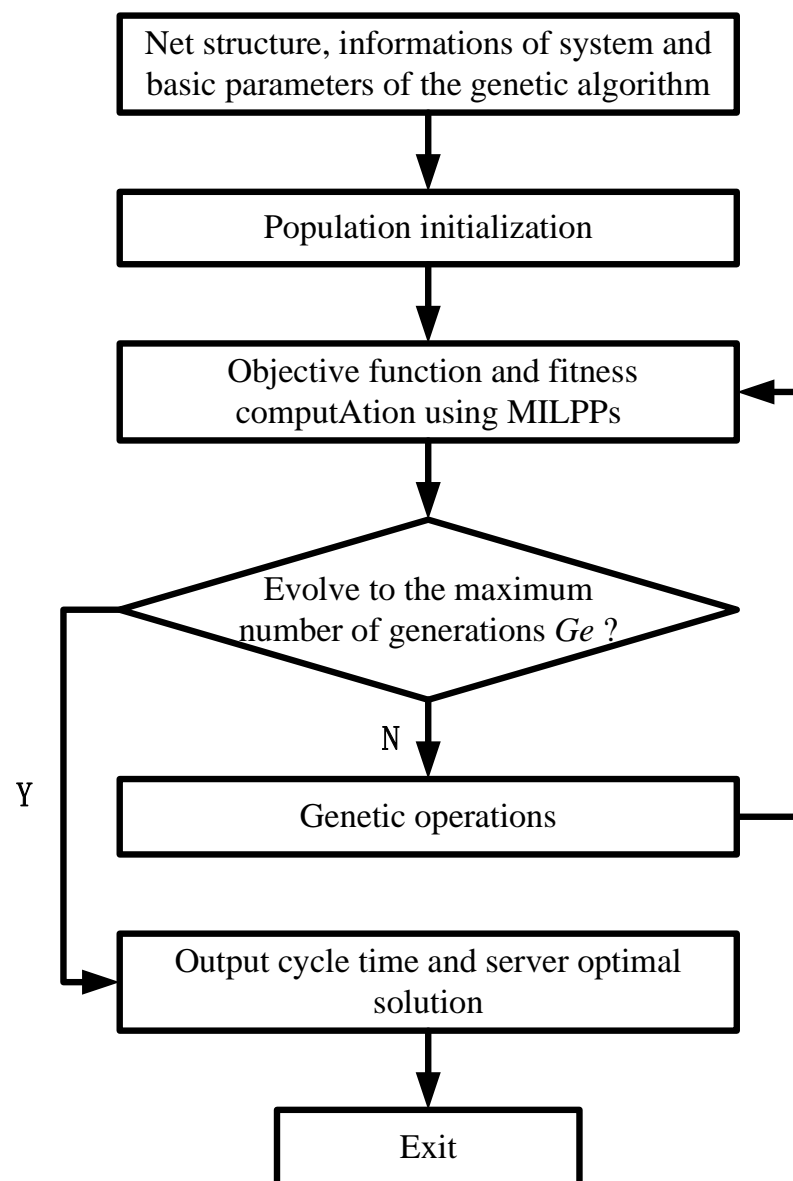 Net structure, informations of system and
basic parameters of the genetic algorithm
Population initialization
Objective function and fitness
computAtion using MILPPs
Evolve to the maximum
number of generations Ge ?
N
Y
Genetic operations
Output cycle time and server optimal
solution
Exit